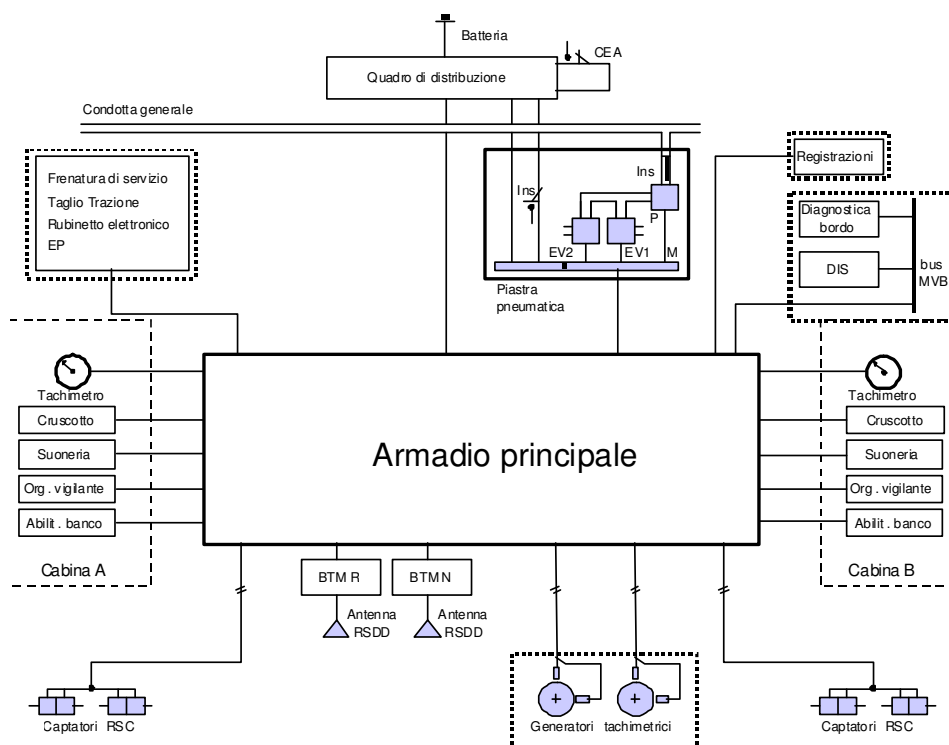 Batteria
CEA
Quadro di distribuzione
Condotta generale
Frenatura di servizio
Taglio Trazione
Rubinetto elettronico
EP
Ins
Ins
P
EV2
EV1
M
Piastra
pneumatica
Registrazioni
Diagnostica
bordo
DIS
bus
MVB
Tachimetro
Cruscotto
Suoneria
Org. vigilante
Abilit. banco
Cabina A
Armadio principale
Tachimetro
Cruscotto
Suoneria
Org. vigilante
Abilit. banco
Cabina B
BTM R
BTM N
Antenna
RSDD
Antenna
RSDD
Captatori RSC
Generatori tachimetrici
Captatori RSC